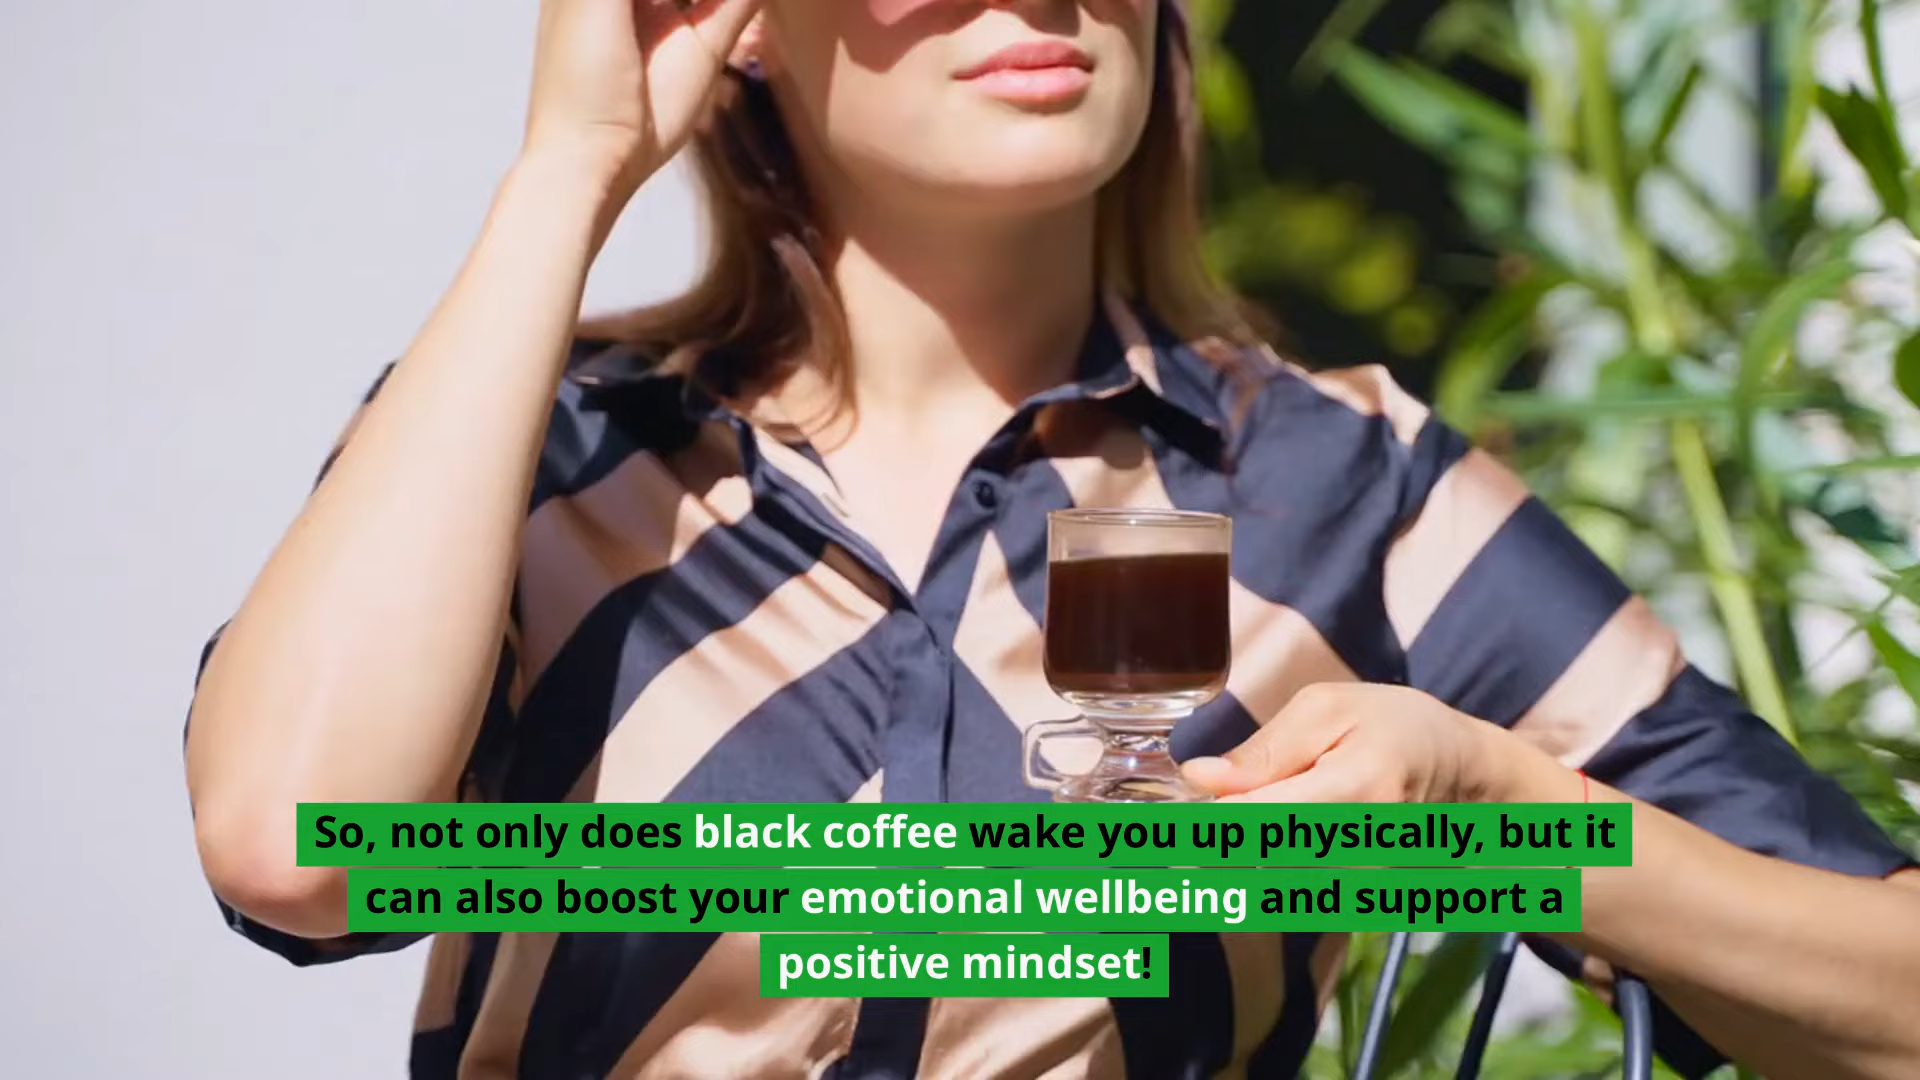 So, not only does black coffee wake you up physically, but it
can also boost your emotional wellbeing and support a
positive mindset!